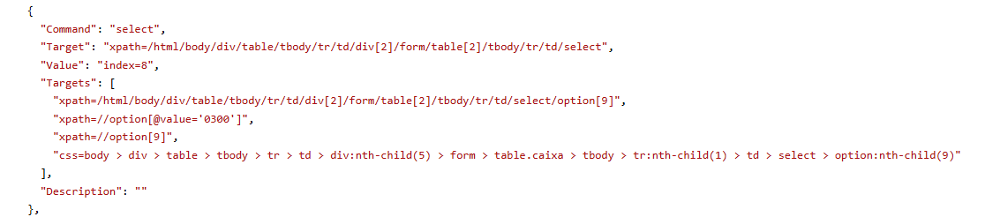 {
"Command": "select",
"Target": "xpath=/html/body/div/table/tbody/tr/td/div[2]/form/table[2]/tbody/tr/td/select",
"Value": "index=8",
"Targets": [
"xpath=/html/body/div/table/tbody/tr/td/div[2]/form/table[2]/tbody/tr/td/select/option[9]",
"xpath=//option[@value='0300']",
"xpath=//option[9]",
"css=body > div > table > tbody > tr > td > div:nth-child(5) > form > table.caixa > tbody > tr:nth-child(1) > td > select > option:nth-child(9)"
],
"Description": ""
},